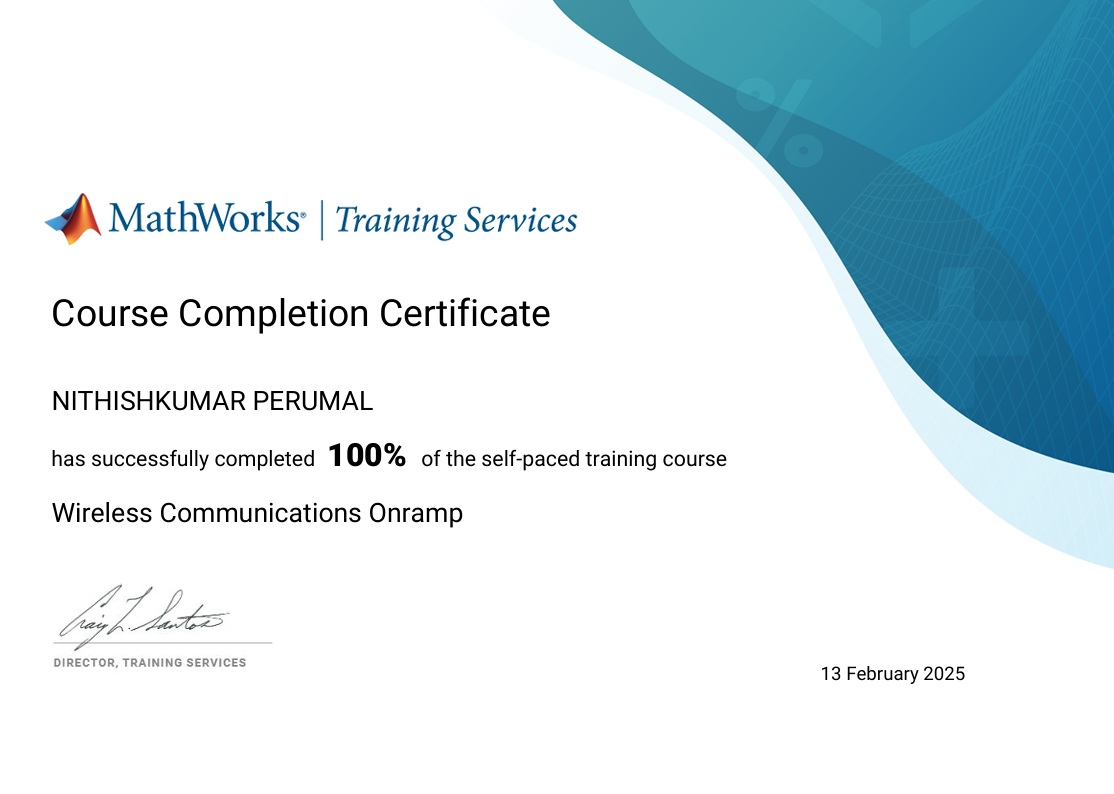 MathWorks® | Training Services
Course Completion Certificate
NITHISHKUMAR PERUMAL
has successfully completed 100% of the self-paced training course
Wireless Communications Onramp
Craig L. Santos
DIRECTOR, TRAINING SERVICES
13 February 2025